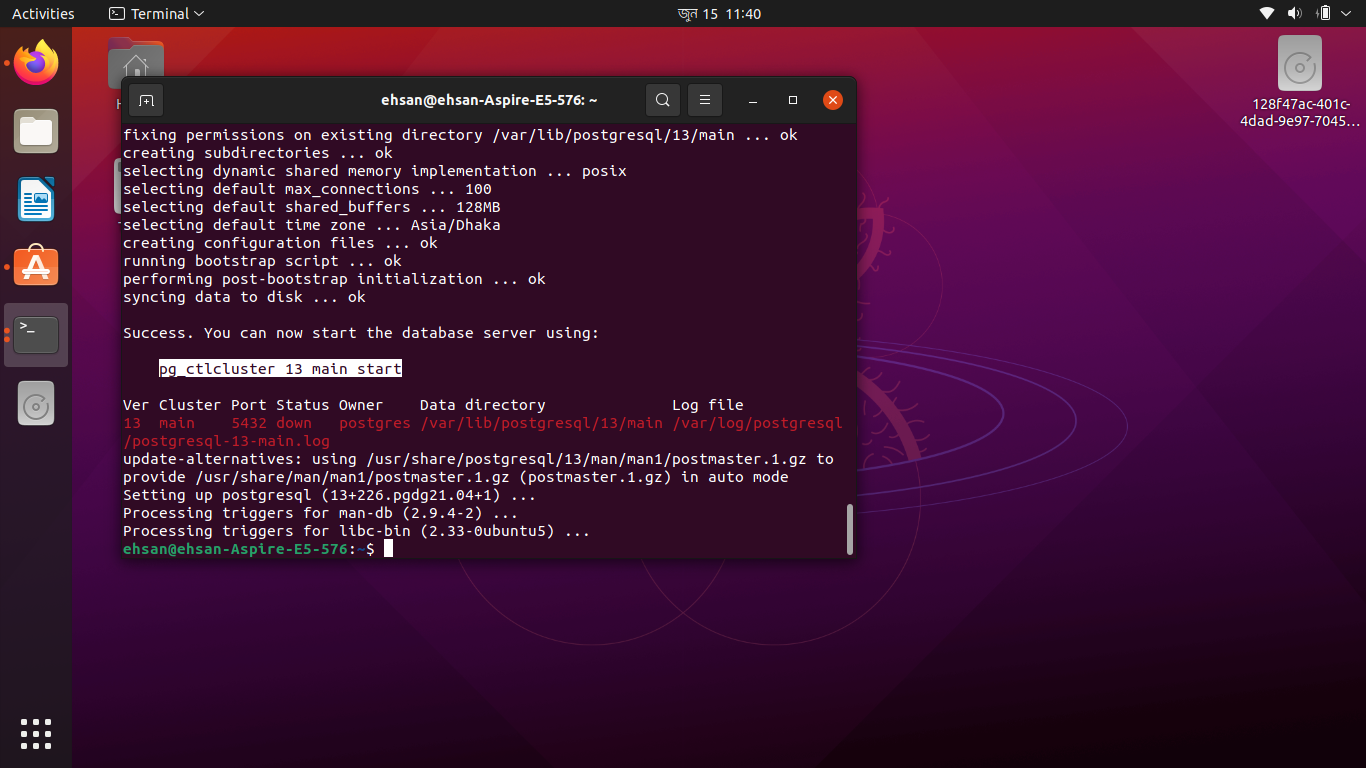 Activities
Terminal
জুন 15 11:40
128f47ac-401c-
4dad-9e97-7045...
ehsan@ehsan-Aspire-E5-576: ~
fixing permissions on existing directory /var/lib/postgresql/13/main ... ok
creating subdirectories ... ok
selecting dynamic shared memory implementation ... posix
selecting default max_connections ... 100
selecting default shared_buffers ... 128MB
selecting default time zone ... Asia/Dhaka
creating configuration files ... ok
running bootstrap script ... ok
performing post-bootstrap initialization ... ok
syncing data to disk ... ok
Success. You can now start the database server using:
pg_ctlcluster 13 main start
Ver Cluster Port Status Owner    Data directory              Log file
13  main    5432 down   postgres /var/lib/postgresql/13/main /var/log/postgresql
/postgresql-13-main.log
update-alternatives: using /usr/share/postgresql/13/man/man1/postmaster.1.gz to
provide /usr/share/man/man1/postmaster.1.gz (postmaster.1.gz) in auto mode
Setting up postgresql (13+226.pgdg21.04+1) ...
Processing triggers for man-db (2.9.4-2) ...
Processing triggers for libc-bin (2.33-0ubuntu5) ...
ehsan@ehsan-Aspire-E5-576:~$